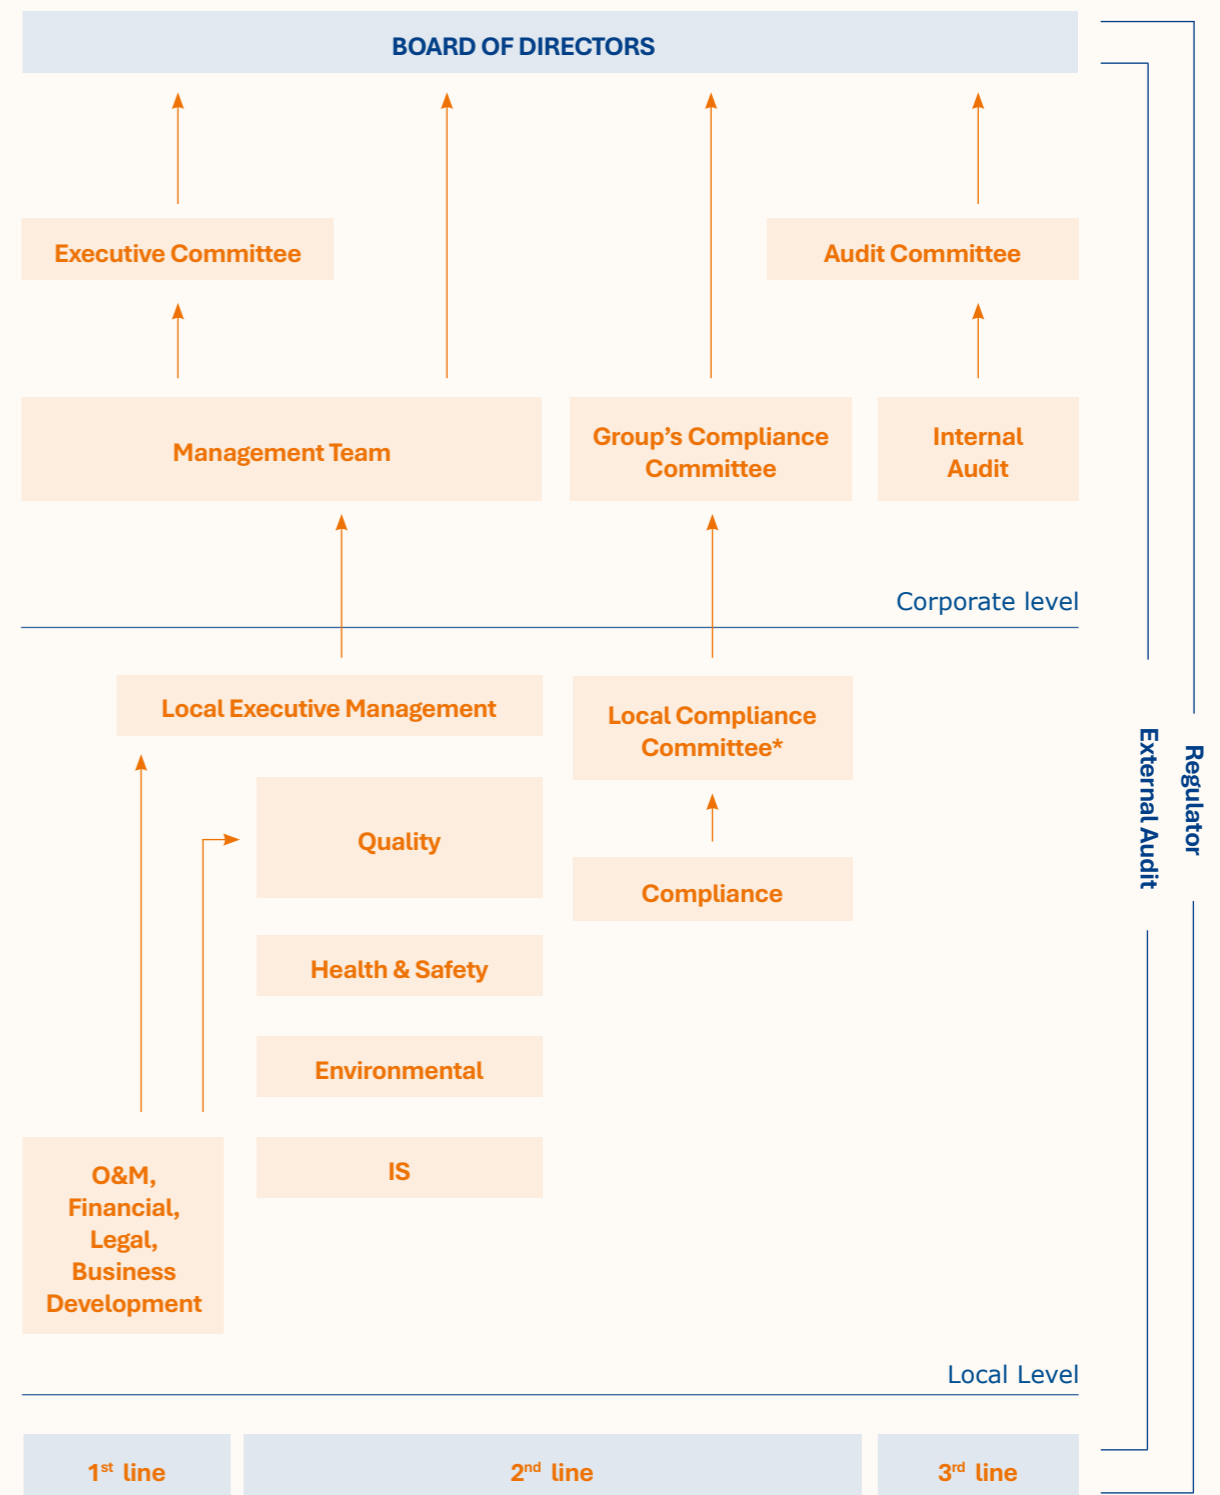 BOARD OF DIRECTORS
Executive Committee
Audit Committee
Management Team
Group’s Compliance
Committee
Internal
Audit
Corporate level
Local Executive Management
Local Compliance
Committee*
Quality
Compliance
Health & Safety
Environmental
IS
O&M,
Financial,
Legal,
Business
Development
Local Level
1st line
2nd line
3rd line
External Audit
Regulator